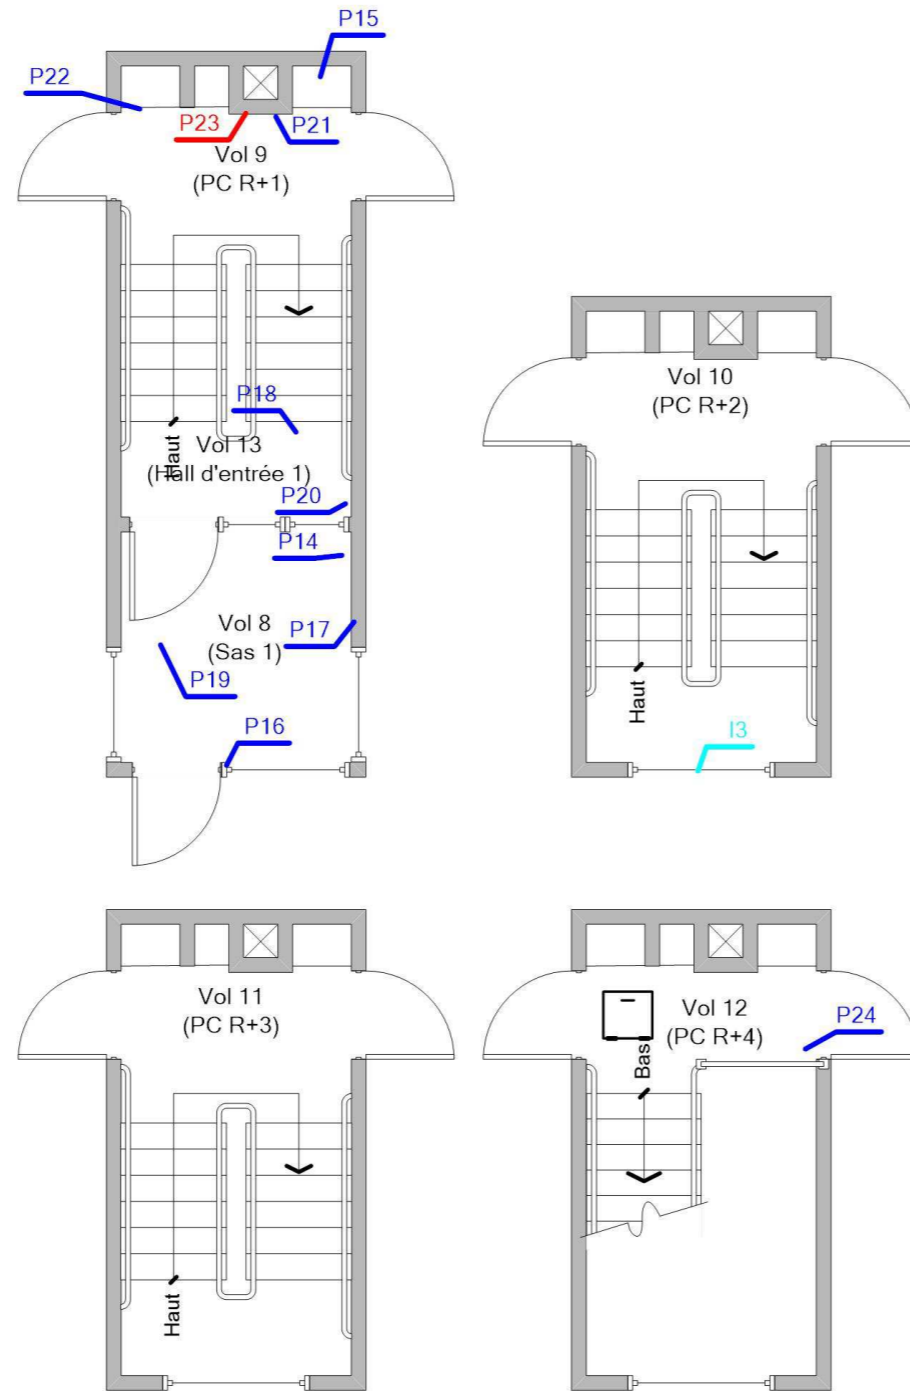 P15
P22
P23
P21
Vol 9
(PC R+1)
P18
Vol 13
Haut
(Hall d'entrée 1)
P20
P14
Vol 8
(Sas 1)
P17
P19
P16
Vol 10
(PC R+2)
Haut
I3
Vol 11
(PC R+3)
Haut
Vol 12
(PC R+4)
P24
Bas